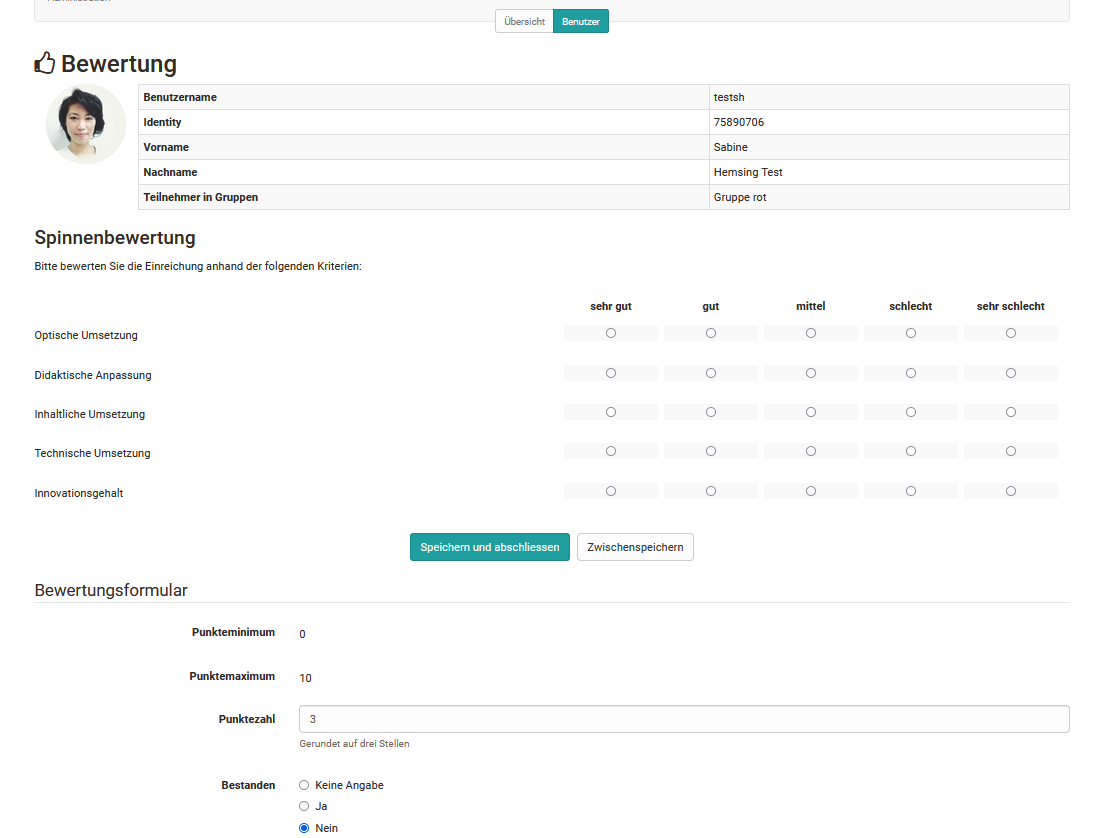 Übersicht Benutzer
Bewertung
Benutzername testsh
Identity 75890706
Vorname Sabine
Nachname Hemsing Test
Teilnehmer in Gruppen Gruppe rot
Spinnenbewertung
Bitte bewerten Sie die Einreichung anhand der folgenden Kriterien:
sehr gut gut mittel schlecht sehr schlecht
Optische Umsetzung
Didaktische Anpassung
Inhaltliche Umsetzung
Technische Umsetzung
Innovationsgehalt
Speichern und abschliessen Zwischenspeichern
Bewertungsformular
Punkteminimum 0
Punktemaximum 10
Punktezahl 3
Gerundet auf drei Stellen
Bestanden Keine Angabe
Ja
Nein